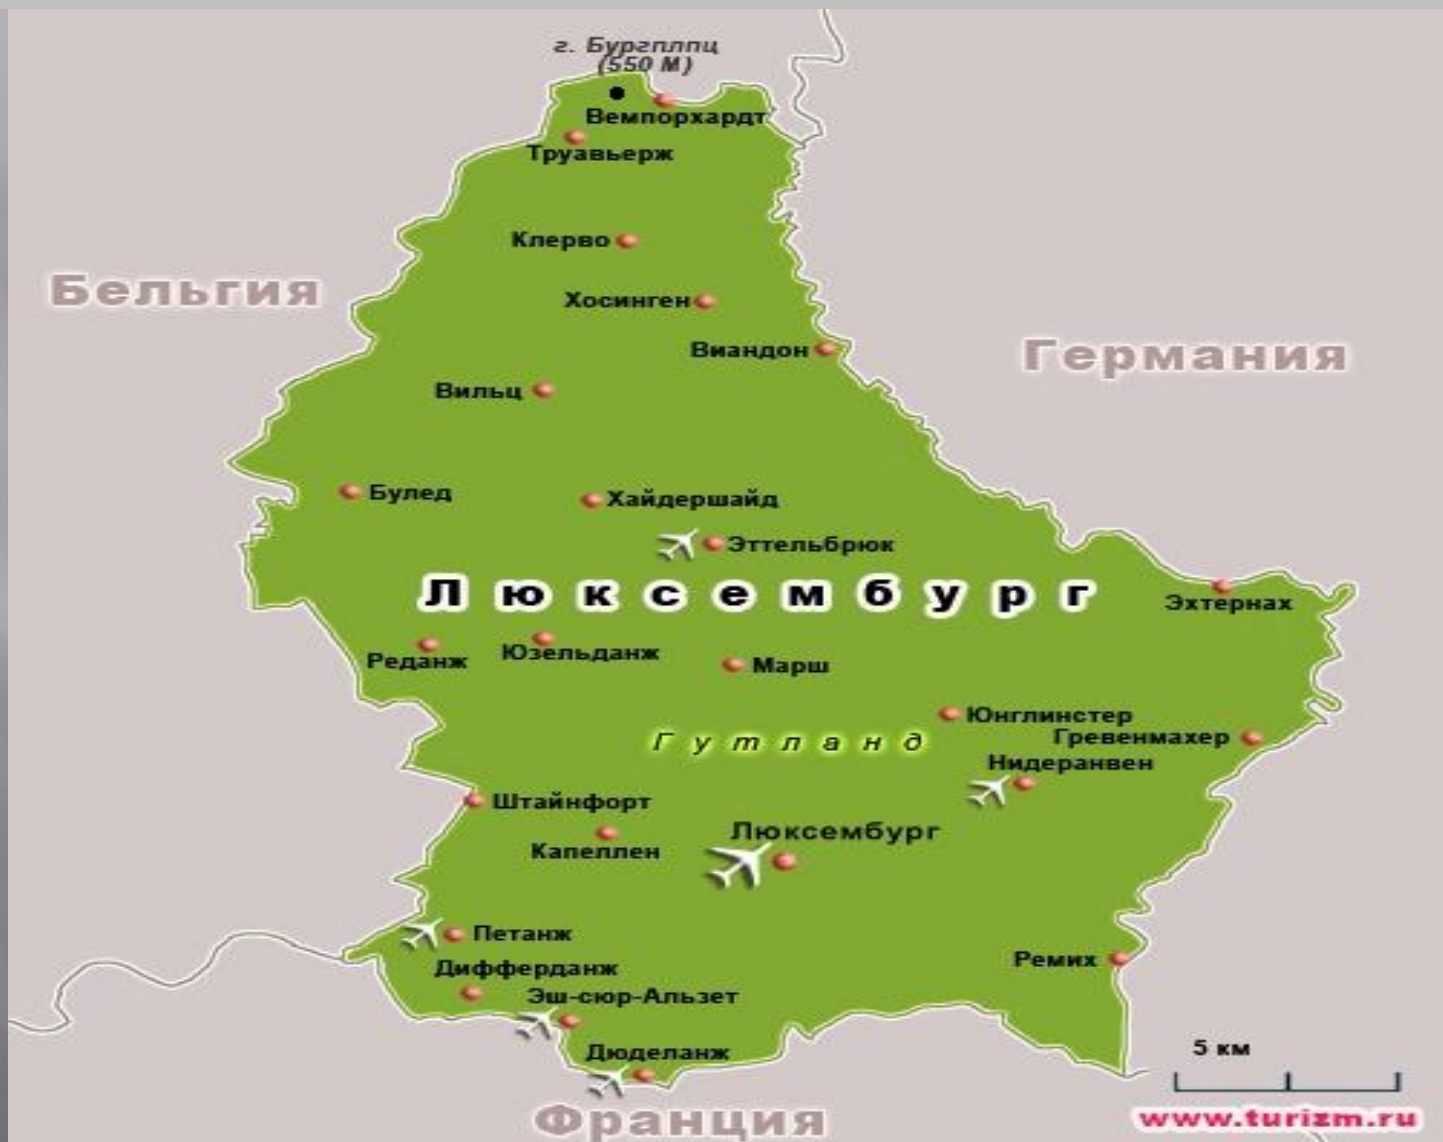 г. Бургплпц
(550 М)
Вемпорхардт
Труавьерж
Клерво
Бельгия
Хосинген
Виандон
Германия
Вильц
Булед
Хайдершайд
Эттельбрюк
Люксембург
Эхтернах
Реданж
Юзельданж
Марш
Юнглинстер
Гутланд
Гревенмахер
Нидеранвен
Штайнфорт
Люксембург
Капеллен
Петанж
Ремих
Дифферданж
Эш-сюр-Альзет
Дюделанж
5 км
Франция
www.turizm.ru